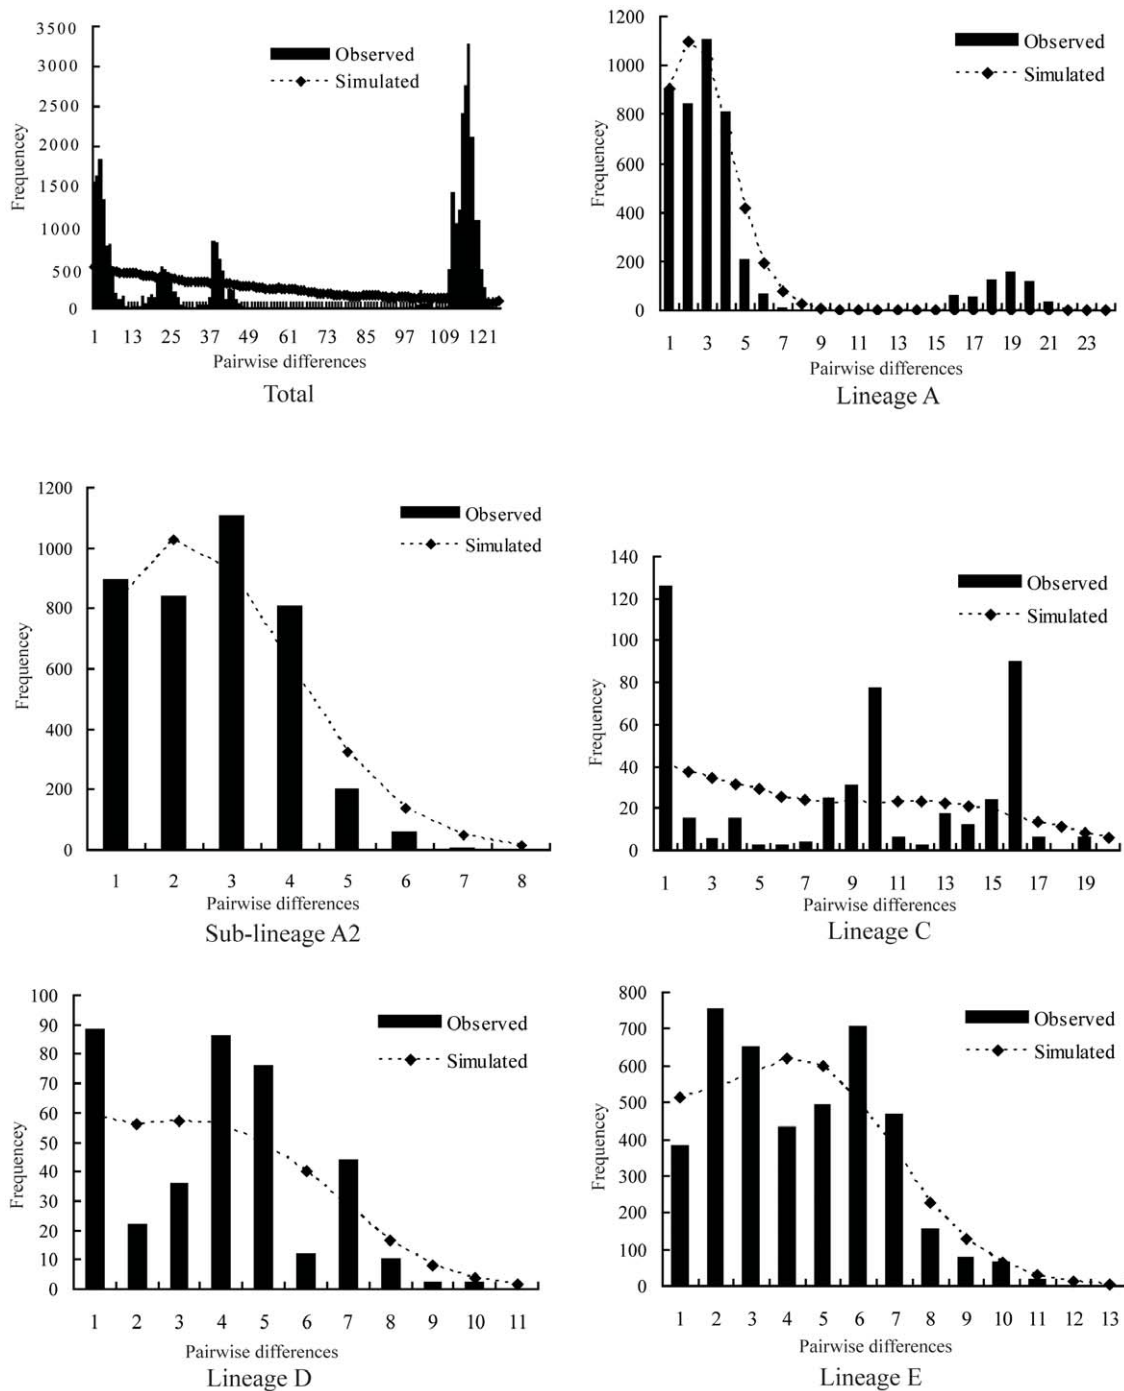 3500
3500
3000
2500
2000
1500
1000
500
0
Frequencey
Observed
Simulated
1 13 25 37 49 61 73 85 97 109 121
Pairwise differences
Total
1200
1000
800
600
400
200
0
Frequencey
Observed
Simulated
1 3 5 7 9 11 13 15 17 19 21 23
Pairwise differences
Lineage A
1200
1000
800
600
400
200
0
Frequencey
Observed
Simulated
1 2 3 4 5 6 7 8
Pairwise differences
Sub-lineage A2
140
120
100
80
60
40
20
0
Frequencey
Observed
Simulated
1 3 5 7 9 11 13 15 17 19
Pairwise differences
Lineage C
100
90
80
70
60
50
40
30
20
10
0
Frequencey
Observed
Simulated
1 2 3 4 5 6 7 8 9 10 11
Pairwise differences
Lineage D
800
700
600
500
400
300
200
100
0
Frequencey
Observed
Simulated
1 2 3 4 5 6 7 8 9 10 11 12 13
Pairwise differences
Lineage E